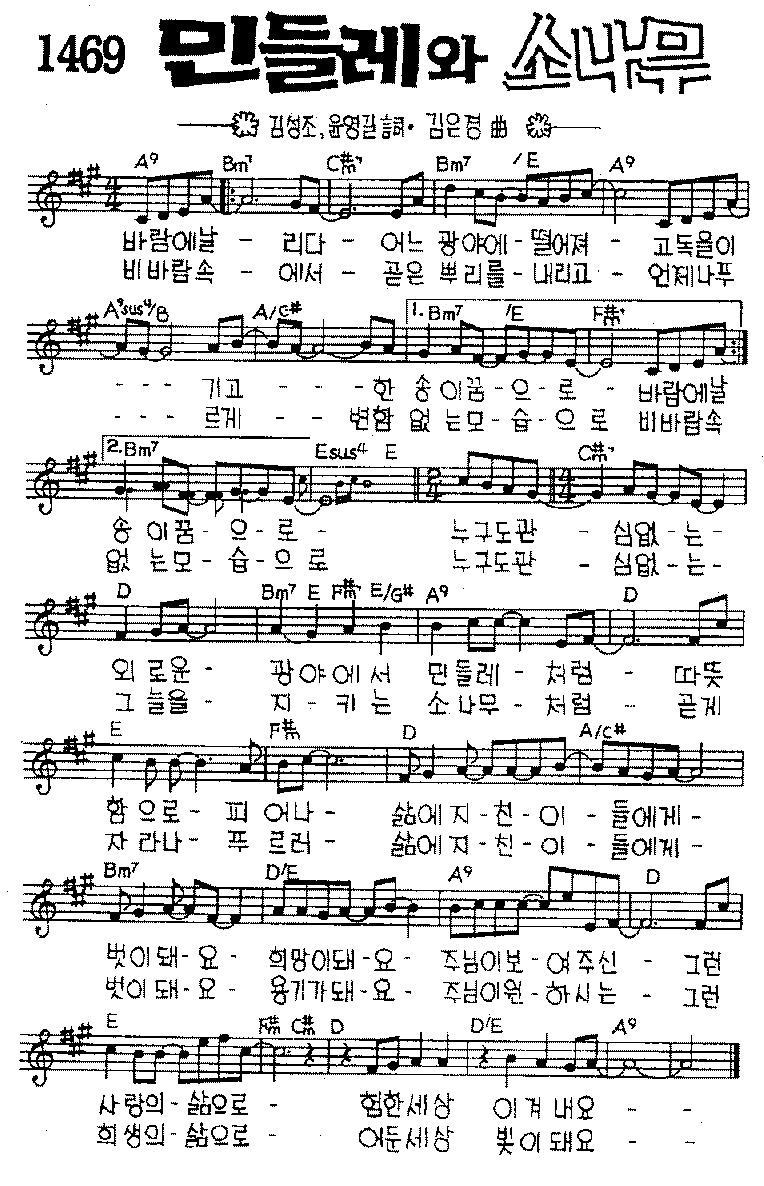 1469 민들레와 소나무
김성조, 윤영길 김은경 曲
A9 Bm7 C#m7 Bm7 /E A9
바람에날 - 리다 - 어느 광야에 - 떨어져 - 고독을이
비바람속 - 에서 - 곧은 뿌리를 - 내리고 - 언제나푸
A9sus4/B A/C# 1. Bm7 /E F#m7
- - - 기고 - - - 한 송이꿈 - 으 - 로 - 바람에날
- - - 르게 - - 변함 없는모 - 습 - 으로 비바람속
2. Bm7 Esus4 E C#m7
송이꿈 - 으 - 로 - 누구도관 - 심없 - 는 -
없는모 - 습 - 으로 누구도관 - 심없 - 는 -
D Bm7 E F#m E/G# A9 D
외로운 - 광야에서 민들레 - 처럼 - 따뜻
그늘을 - 지 - 키는 소나무 - 처럼 - 곧게
E F#m D A/C#
함으로 - 피어나 - 삶에지 - 친 - 이 - 들에게 -
자라나 - 푸르러 - 삶에지 - 친 - 이 - 들에게 -
Bm7 D/E A9 D
벗이돼 - 요 - 희망이돼 - 요 - 주님이보 - 여주신 - 그런
벗이돼 - 요 - 용기가돼 - 요 - 주님이원 - 하시는 - 그런
E F#m C#m D D/E A9
사랑의 - 삶으로 - 험한세상 이겨내요 - -
희생의 - 삶으로 - 어둔세상 빛이돼요 - -